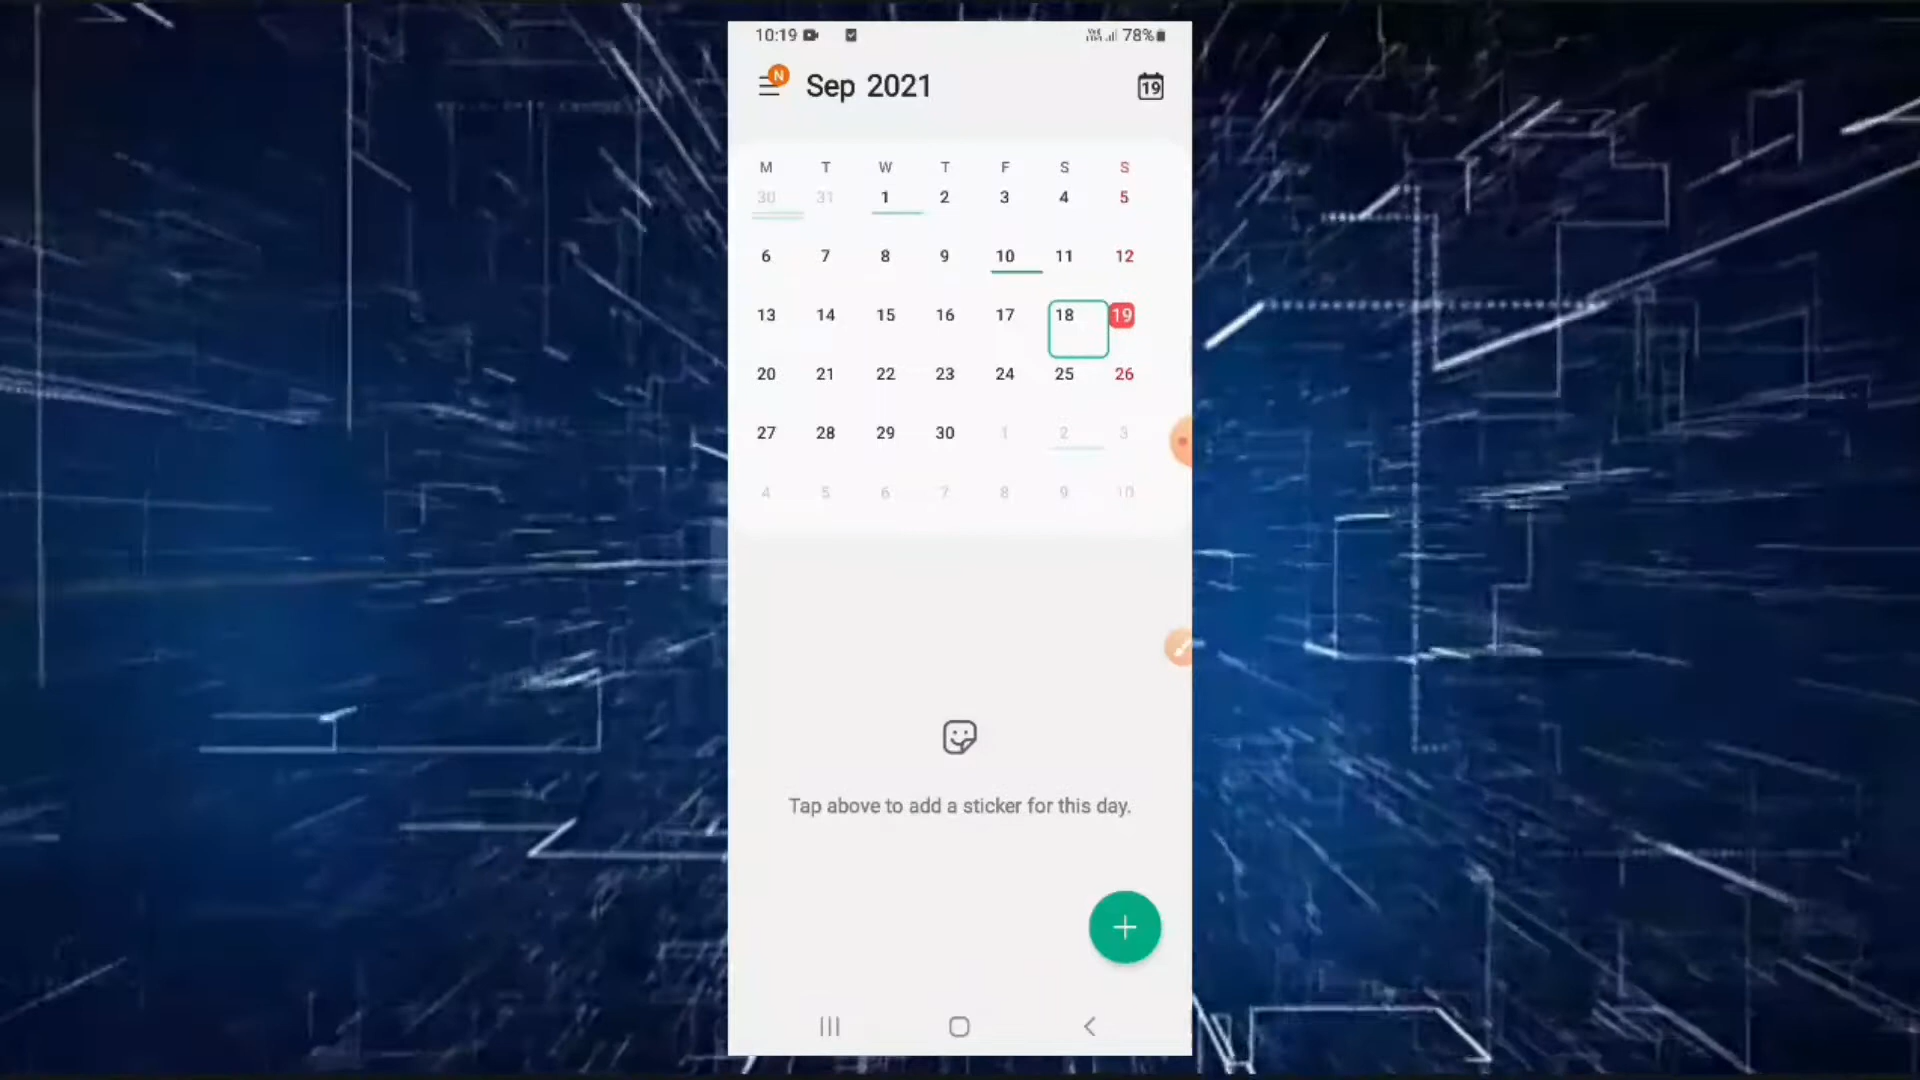 10:19 78%
N Sep 2021 19
M T W T F S S
30 31 1 2 3 4 5
6 7 8 9 10 11 12
13 14 15 16 17 18 19
20 21 22 23 24 25 26
27 28 29 30 1 2 3
4 5 6 7 8 9 10
Tap above to add a sticker for this day.